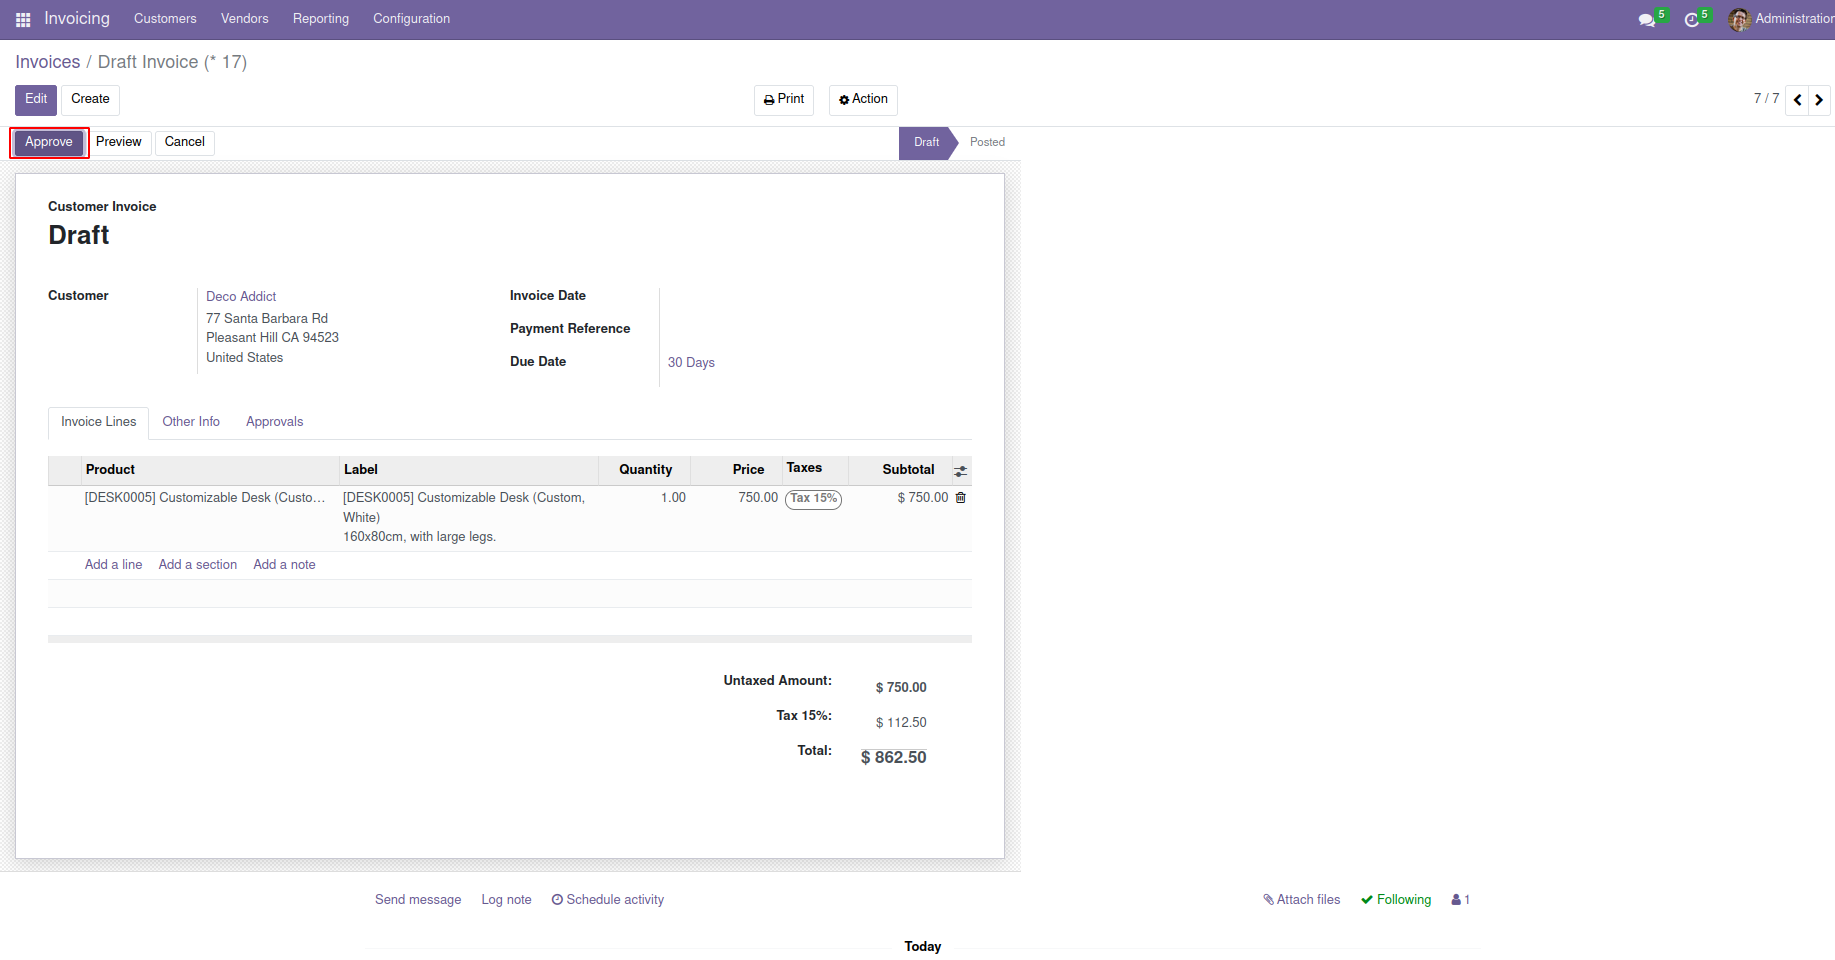 Invoicing Customers Vendors Reporting Configuration 5 5 Administrator
Invoices / Draft Invoice (* 17)
Edit Create Print Action 7 / 7
Approve Preview Cancel Draft Posted
Customer Invoice
Draft
Customer Deco Addict Invoice Date
77 Santa Barbara Rd
Pleasant Hill CA 94523 Payment Reference
United States Due Date 30 Days
Invoice Lines Other Info Approvals
Product Label Quantity Price Taxes Subtotal
[DESK0005] Customizable Desk (Custo... [DESK0005] Customizable Desk (Custom, 1.00 750.00 Tax 15% $ 750.00
White)
160x80cm, with large legs.
Add a line Add a section Add a note
Untaxed Amount: $ 750.00
Tax 15%: $ 112.50
Total: $ 862.50
Send message Log note Schedule activity Attach files Following 1
Today